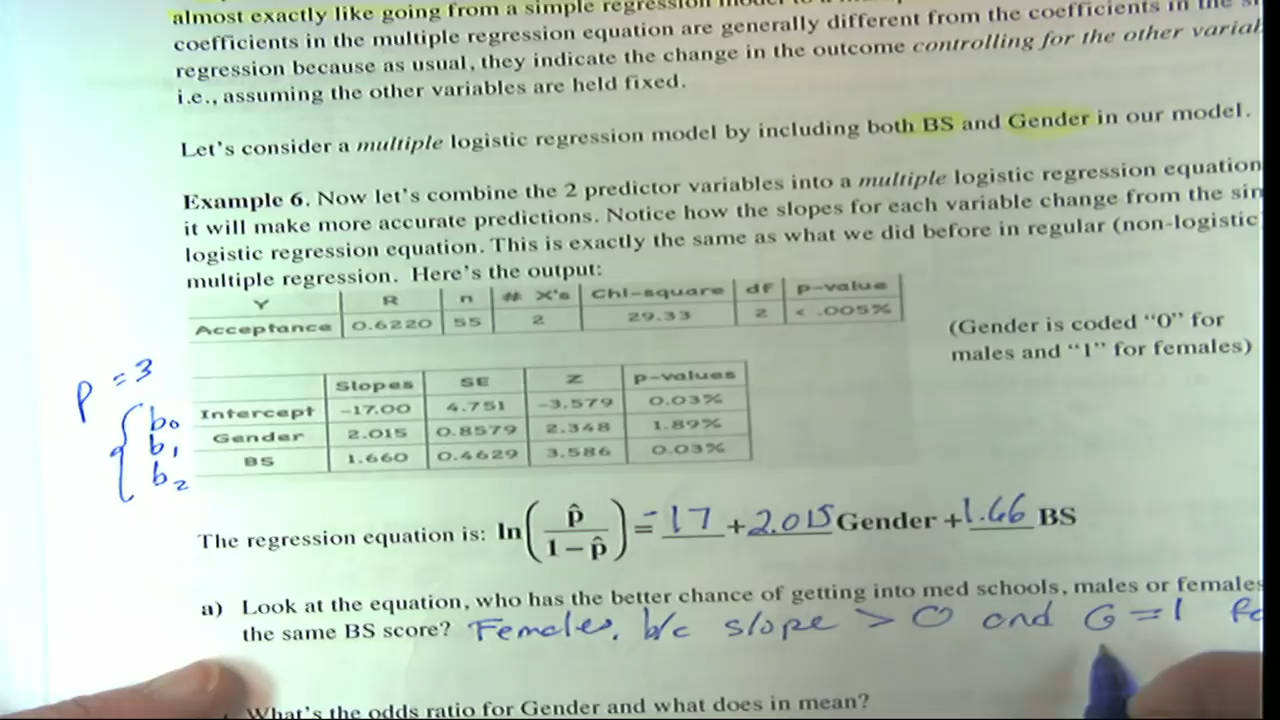 almost exactly like going from a simple regression model to a
coefficients in the multiple regression equation are generally different from the coefficients in the
regression because as usual, they indicate the change in the outcome controlling for the other
i.e., assuming the other variables are held fixed.
Let's consider a multiple logistic regression model by including both BS and Gender in our model.
Example 6. Now let's combine the 2 predictor variables into a multiple logistic regression equation
it will make more accurate predictions. Notice how the slopes for each variable change from the
logistic regression equation. This is exactly the same as what we did before in regular (non-logistic
multiple regression. Here's the output:
Y R n # X's Chi-square df p-value
Acceptance 0.6220 55 2 29.33 2 < .005%
(Gender is coded "0" for
males and "1" for females)
P = 3
b0
b1
b2
Slopes SE Z p-values
Intercept -17.00 4.751 -3.579 0.03%
Gender 2.015 0.8579 2.348 1.89%
BS 1.660 0.4629 3.586 0.03%
The regression equation is: ln(p̂/(1-p̂)) = -17 + 2.015 Gender + 1.66 BS
a) Look at the equation, who has the better chance of getting into med schools, males or females
the same BS score? Females, b/c slope > 0 and G = 1
What's the odds ratio for Gender and what does in mean?